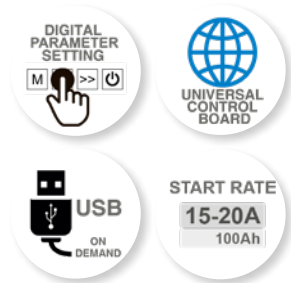 DIGITAL
PARAMETER
SETTING
M >>
UNIVERSAL
CONTROL
BOARD
USB
ON
DEMAND
START RATE
15-20A
100Ah